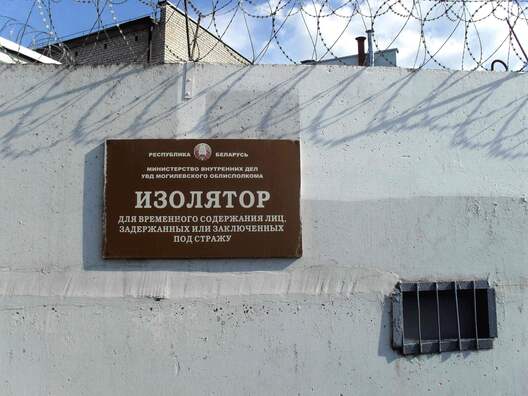 РЕСПУБЛИКА БЕЛАРУСЬ
МИНИСТЕРСТВО ВНУТРЕННИХ ДЕЛ
УВД МОГИЛЕВСКОГО ОБЛИСПОЛКОМА
ИЗОЛЯТОР
ДЛЯ ВРЕМЕННОГО СОДЕРЖАНИЯ ЛИЦ,
ЗАДЕРЖАННЫХ ИЛИ ЗАКЛЮЧЕННЫХ
ПОД СТРАЖУ